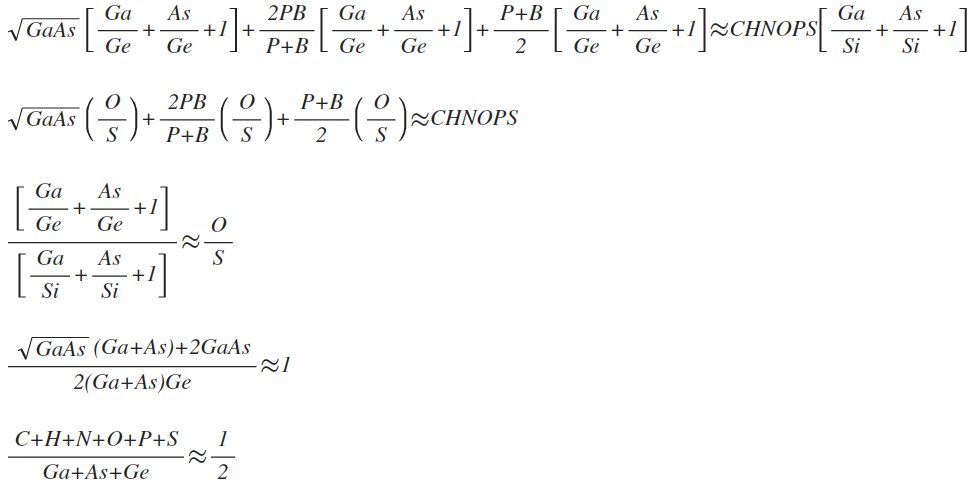 √GaAs [Ga/Ge + As/Ge + 1] + 2PB/(P+B) [Ga/Ge + As/Ge + 1] + (P+B)/2 [Ga/Ge + As/Ge + 1] ≈ CHNOPS [Ga/Si + As/Si + 1]
√GaAs (O/S) + 2PB/(P+B) (O/S) + (P+B)/2 (O/S) ≈ CHNOPS
[Ga/Ge + As/Ge + 1] / [Ga/Si + As/Si + 1] ≈ O/S
(√GaAs (Ga+As) + 2GaAs) / (2(Ga+As)Ge) ≈ 1
(C+H+N+O+P+S) / (Ga+As+Ge) ≈ 1/2